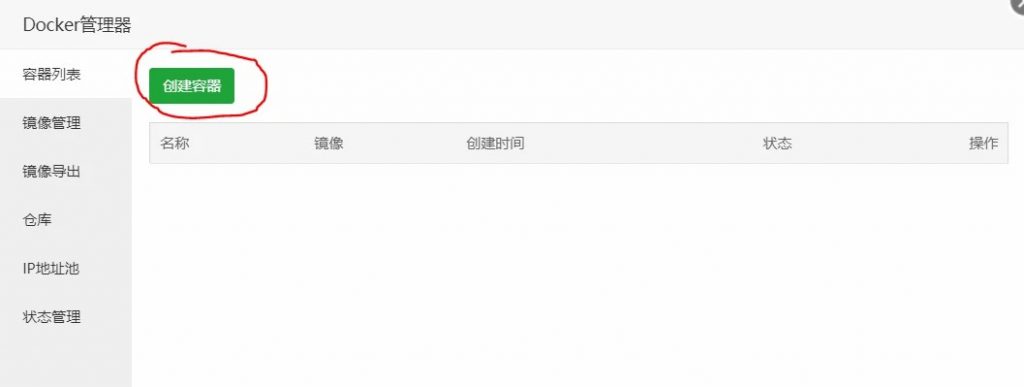 Docker管理器
容器列表
镜像管理
镜像导出
仓库
IP地址池
状态管理
创建容器
名称 镜像 创建时间 状态 操作